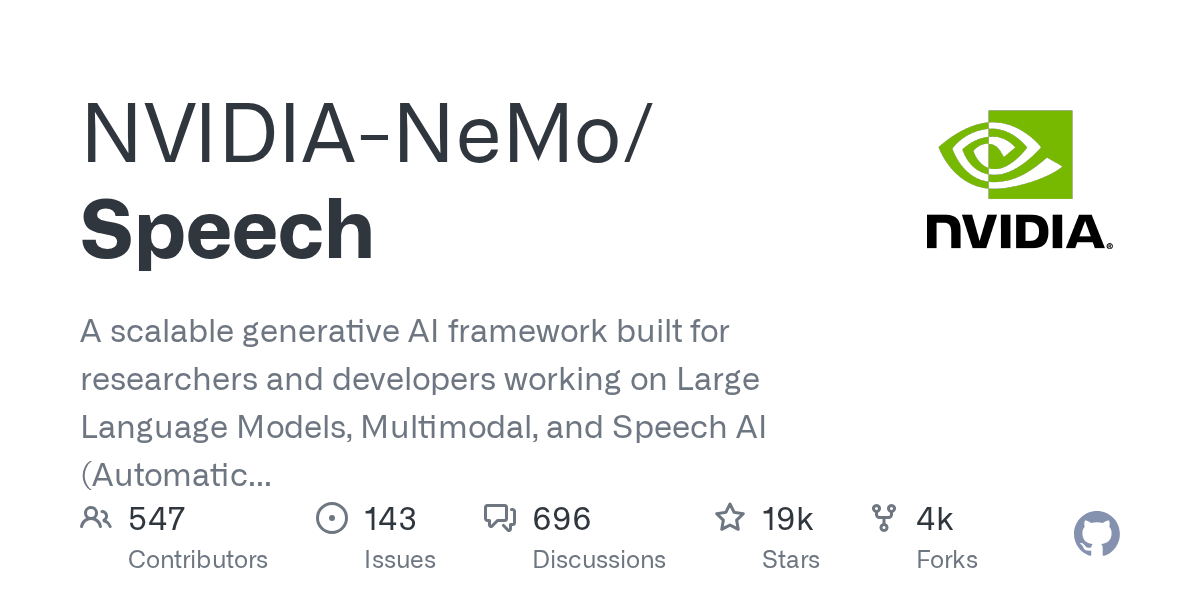 NVIDIA-NeMo/
Speech
NVIDIA®
A scalable generative AI framework built for
researchers and developers working on Large
Language Models, Multimodal, and Speech AI
(Automatic...
547
Contributors
143
Issues
696
Discussions
19k
Stars
4k
Forks